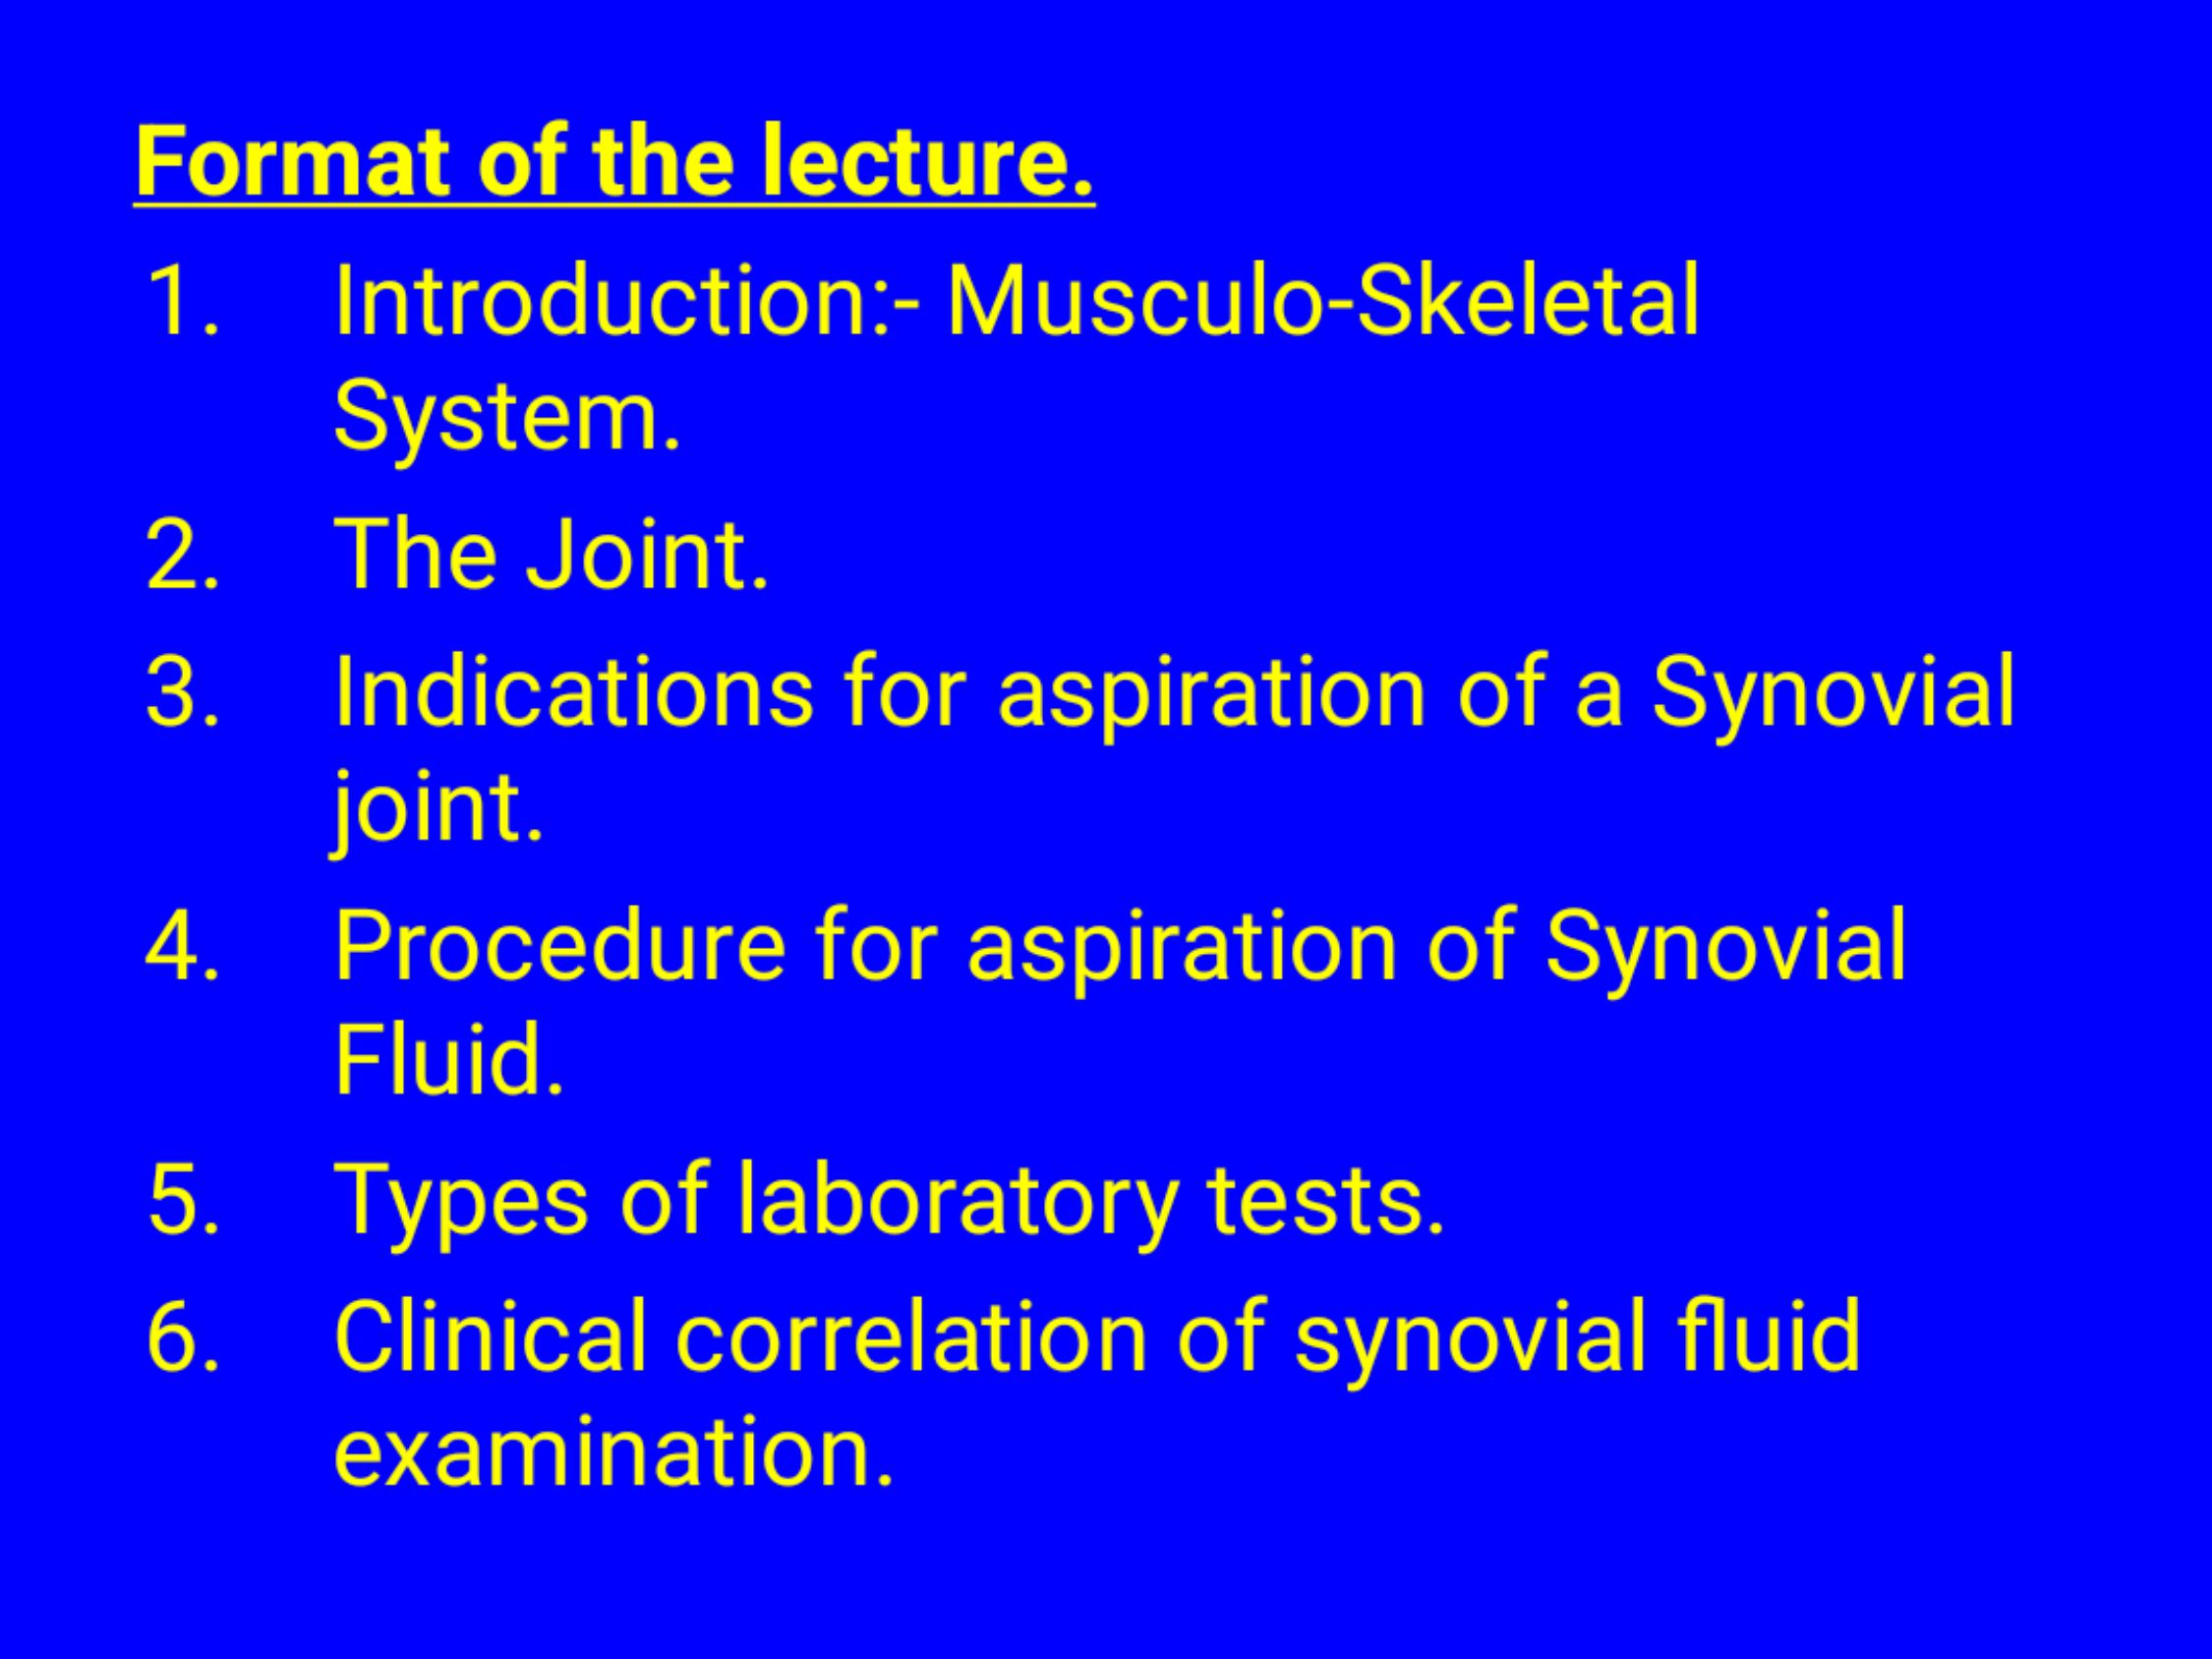 Format of the lecture.
1. Introduction:- Musculo-Skeletal
System.
2. The Joint.
3. Indications for aspiration of a Synovial
joint.
4. Procedure for aspiration of Synovial
Fluid.
5. Types of laboratory tests.
6. Clinical correlation of synovial fluid
examination.